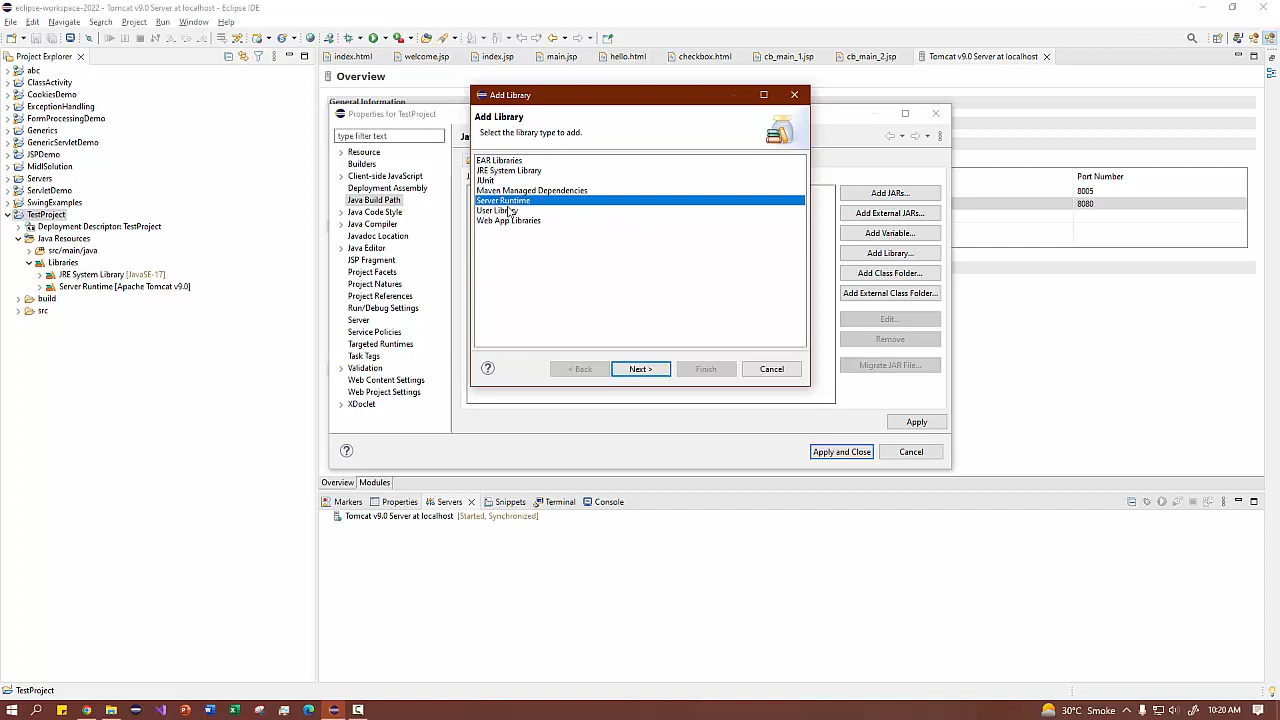 eclipse-workspace-2022 - Tomcat v9.0 Server at localhost - Eclipse IDE
File Edit Navigate Search Project Run Window Help
Project Explorer
index.html
welcome.jsp
index.jsp
main.jsp
hello.html
checkbox.html
cb_main_1.jsp
cb_main_2.jsp
Tomcat v9.0 Server at localhost
abc
ClassActivity
CookiesDemo
ExceptionHandling
FormProcessingDemo
Generics
GenericServletDemo
JSPDemo
MidlSolution
Servers
ServletDemo
SwingExamples
TestProject
Deployment Descriptor: TestProject
Java Resources
src/main/java
Libraries
JRE System Library [JavaSE-17]
Server Runtime [Apache Tomcat v9.0]
build
src
Overview
General Information
Properties for TestProject
type filter text
Resource
Builders
Client-side JavaScript
Deployment Assembly
Java Build Path
Java Code Style
Java Compiler
Javadoc Location
Java Editor
JSP Fragment
Project Facets
Project Natures
Project References
Run/Debug Settings
Server
Service Policies
Targeted Runtimes
Task Tags
Validation
Web Content Settings
Web Project Settings
XDoclet
Add Library
Add Library
Select the library type to add.
EAR Libraries
JRE System Library
JUnit
Maven Managed Dependencies
Server Runtime
User Library
Web App Libraries
< Back
Next >
Finish
Cancel
Add JARs...
Add External JARs...
Add Variable...
Add Library...
Add Class Folder...
Add External Class Folder...
Edit...
Remove
Migrate JAR File...
Apply
Apply and Close
Cancel
Port Number
8005
8080
Overview Modules
Markers
Properties
Servers
Snippets
Terminal
Console
Tomcat v9.0 Server at localhost [Started, Synchronized]
TestProject
30°C Smoke
10:20 AM